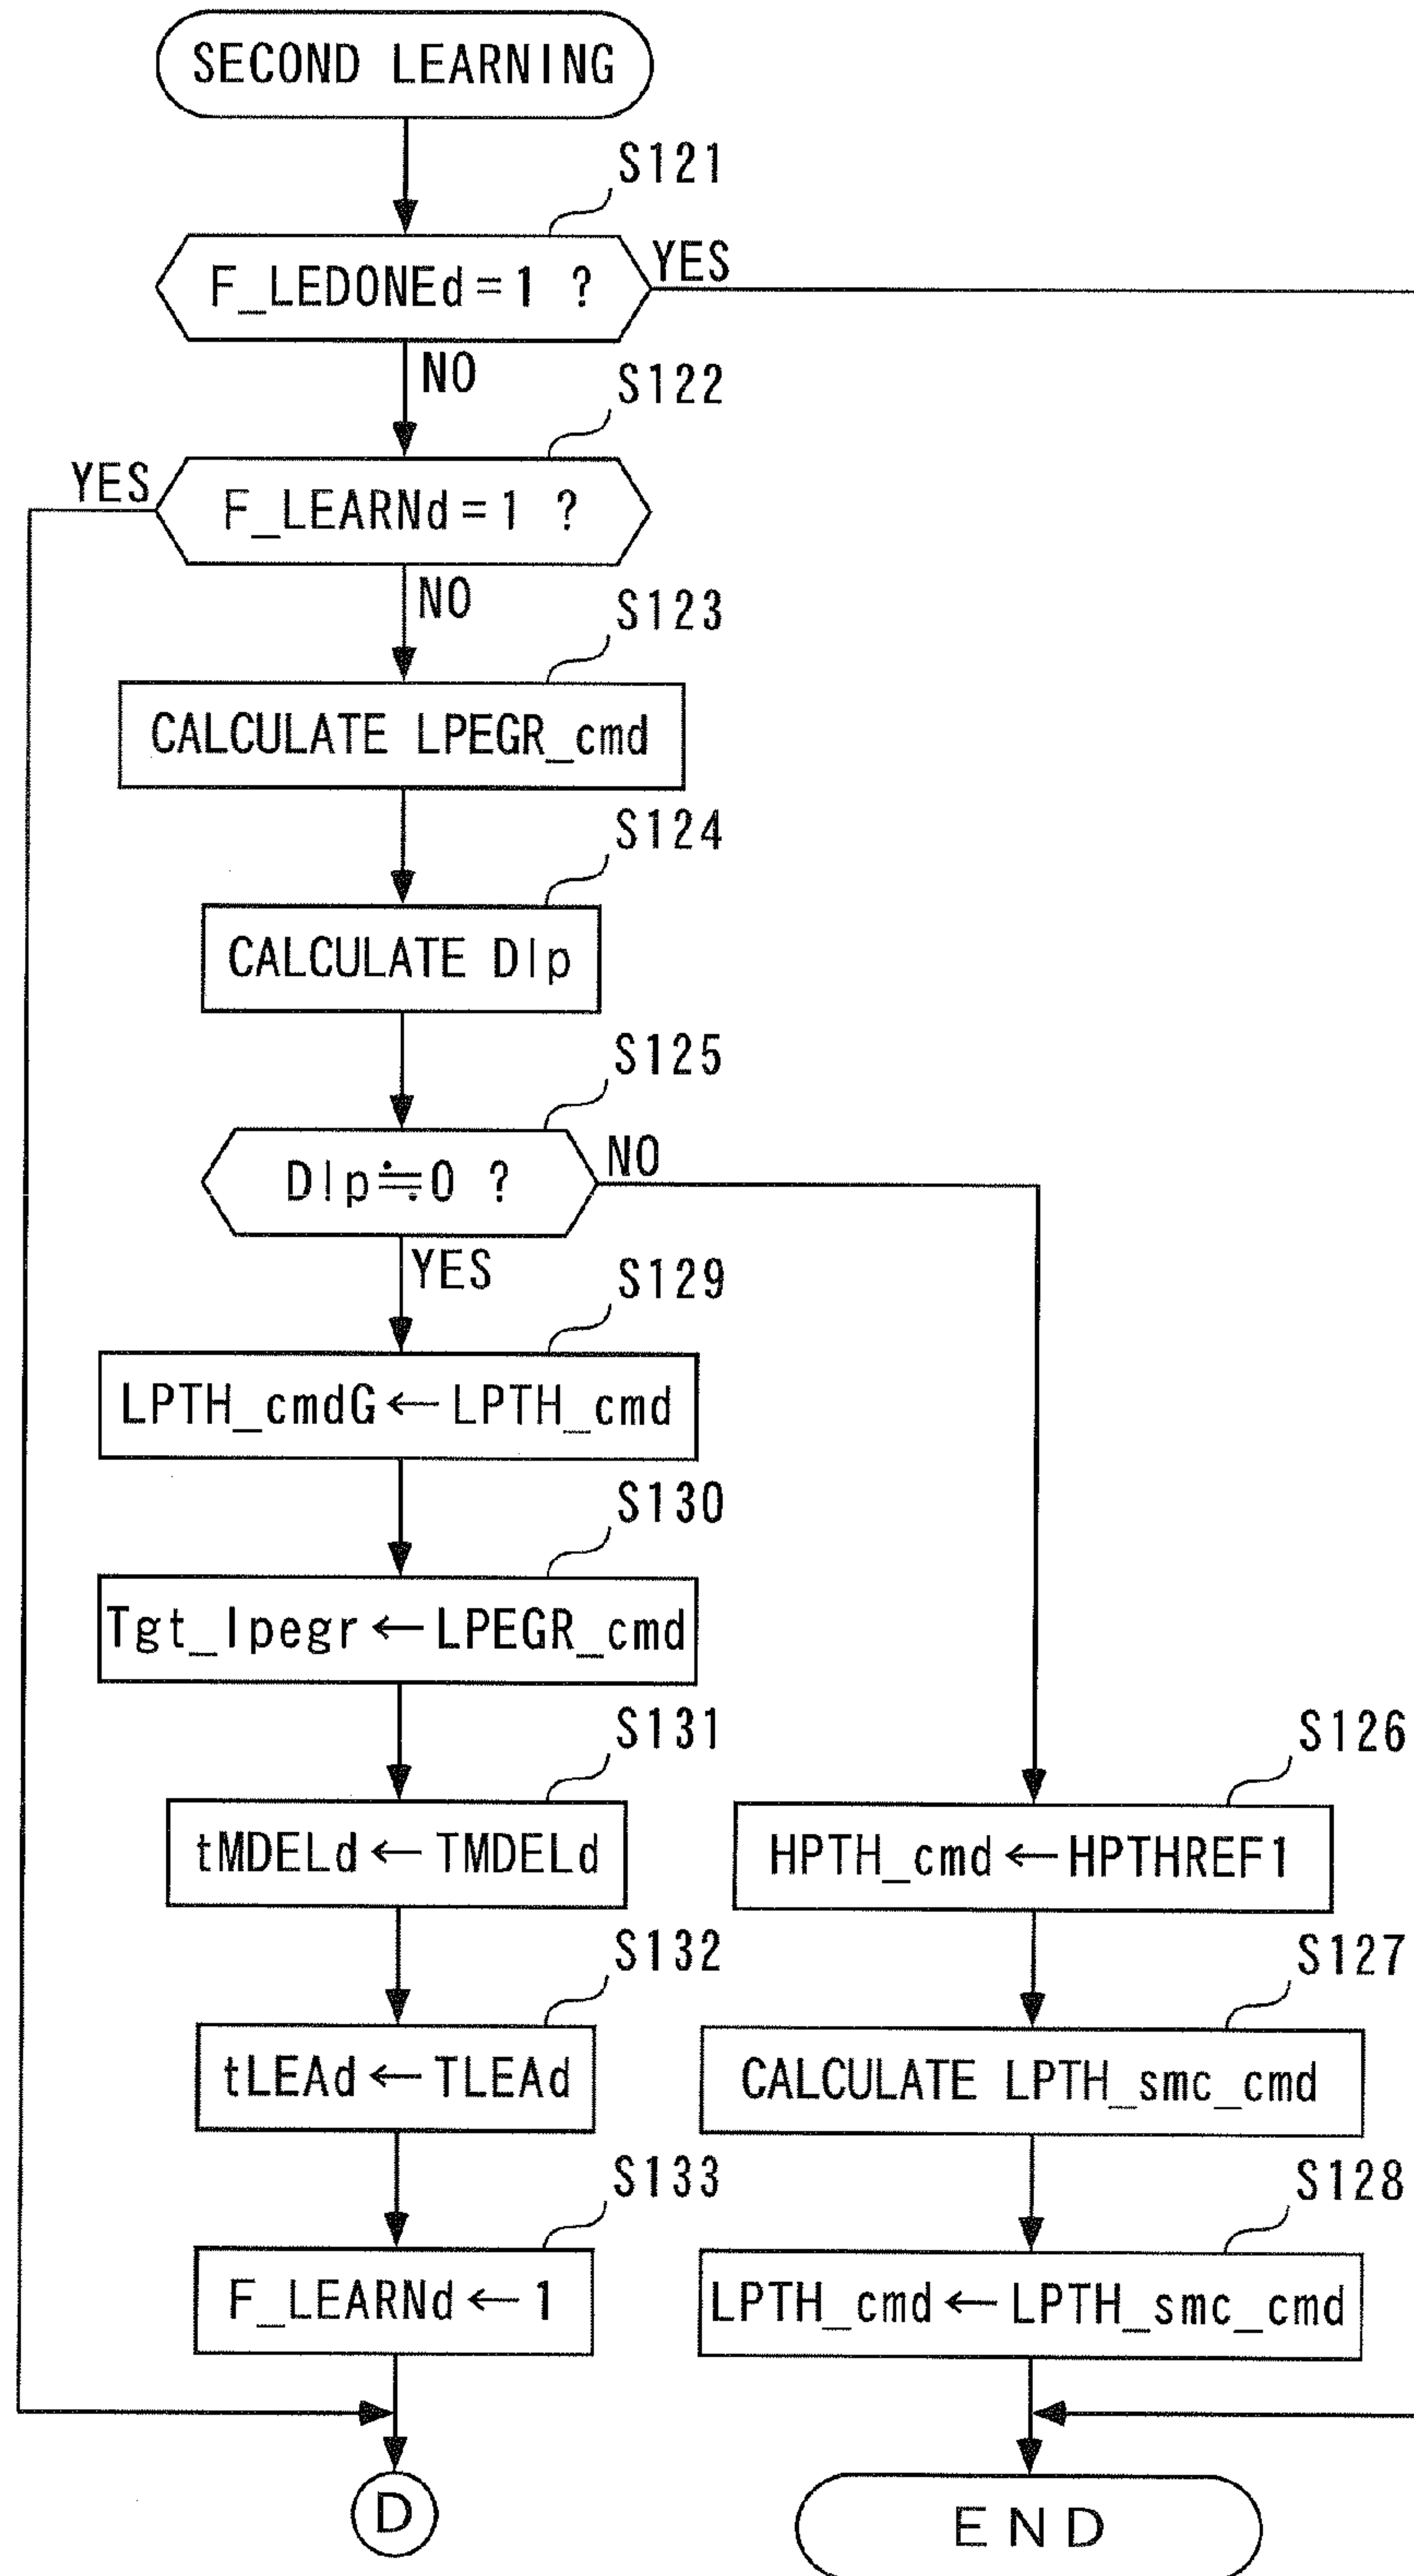 SECOND LEARNING
S121
F_LEDONEd=1 ?
YES
NO
S122
YES
F_LEARNd=1 ?
NO
S123
CALCULATE LPEGR_cmd
S124
CALCULATE Dlp
S125
Dlp≒0 ?
NO
YES
S129
LPTH_cmdG←LPTH_cmd
S130
Tgt_lpegr←LPEGR_cmd
S131
tMDELd←TMDELd
S126
HPTH_cmd←HPTHREF1
S132
tLEAd←TLEAd
S127
CALCULATE LPTH_smc_cmd
S133
F_LEARNd←1
S128
LPTH_cmd←LPTH_smc_cmd
D
END